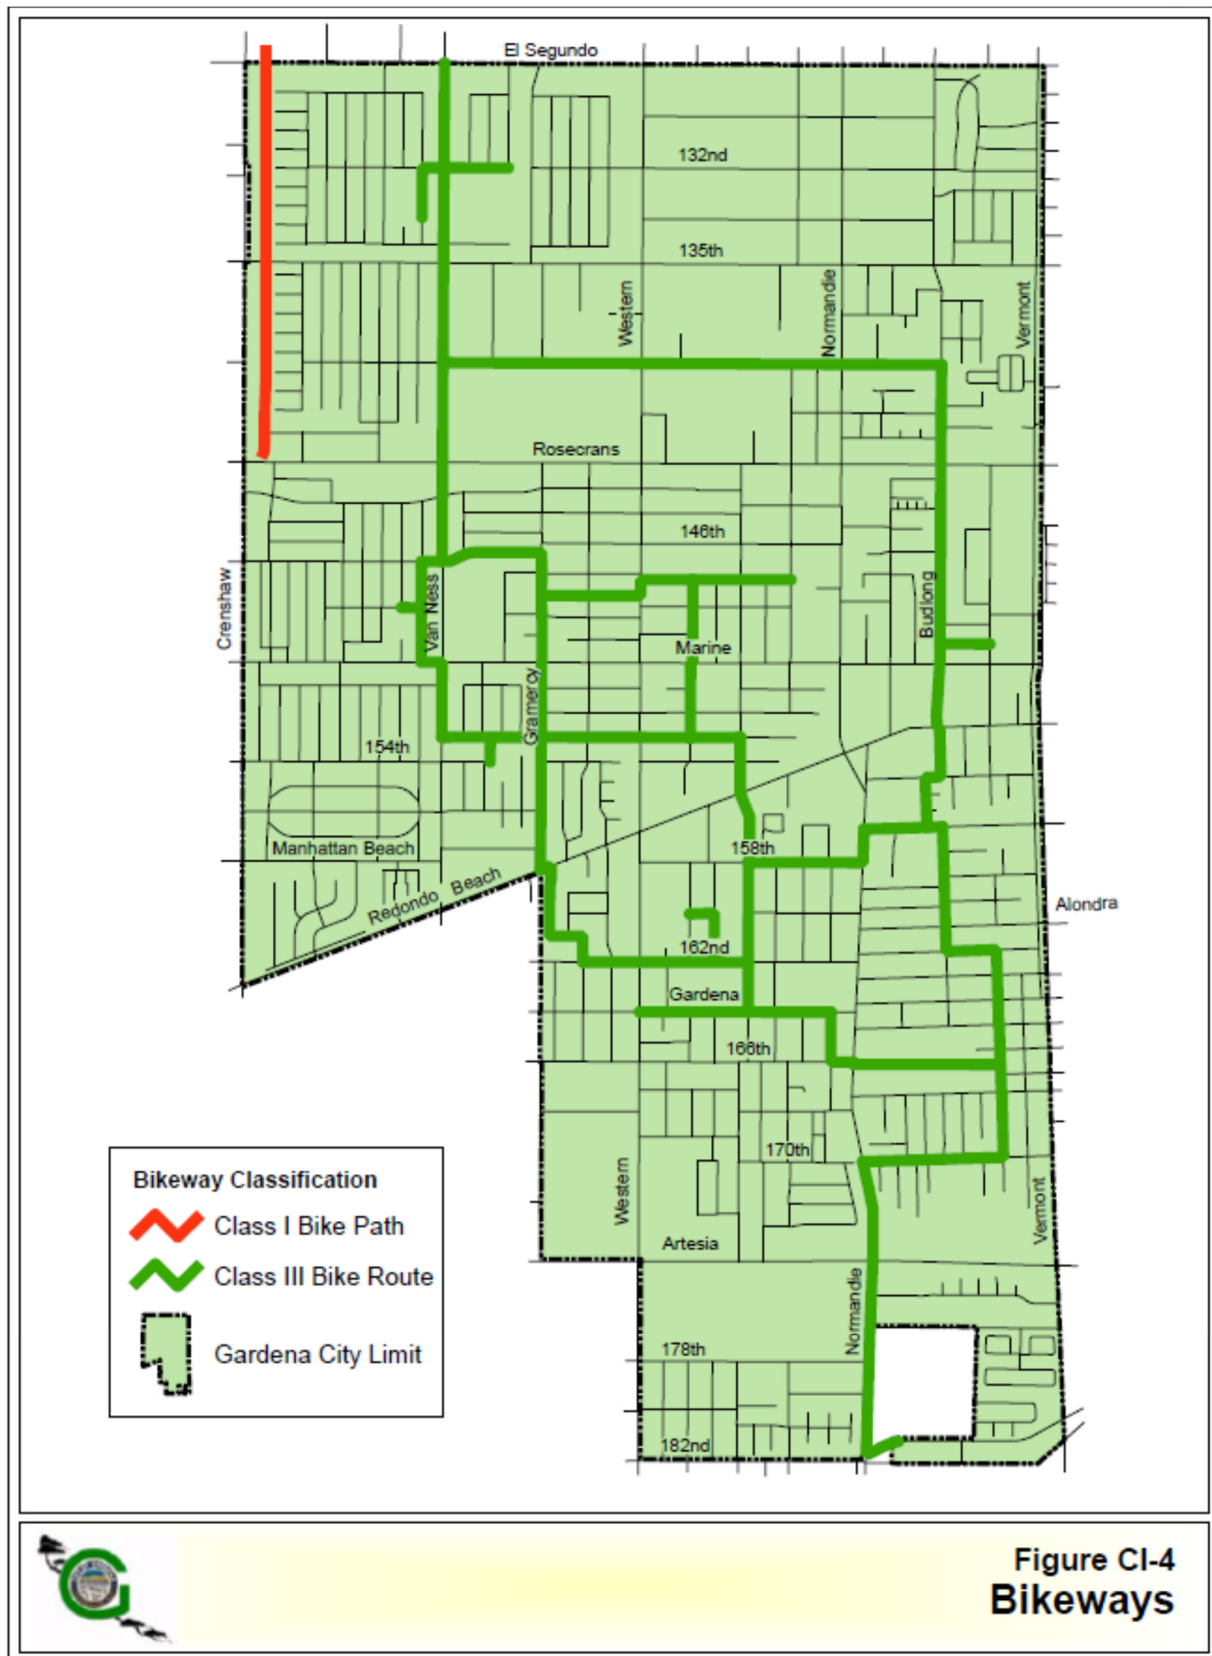 El Segundo
132nd
135th
Western
Normandie
Vermont
Rosecrans
146th
Crenshaw
Van Ness
Budlong
Marine
Gramercy
154th
Manhattan Beach
158th
Redondo Beach
Alondra
162nd
Gardena
166th
170th
Western
Vermont
Artesia
Normandie
178th
182nd
Bikeway Classification
Class I Bike Path
Class III Bike Route
Gardena City Limit
Figure CI-4
Bikeways